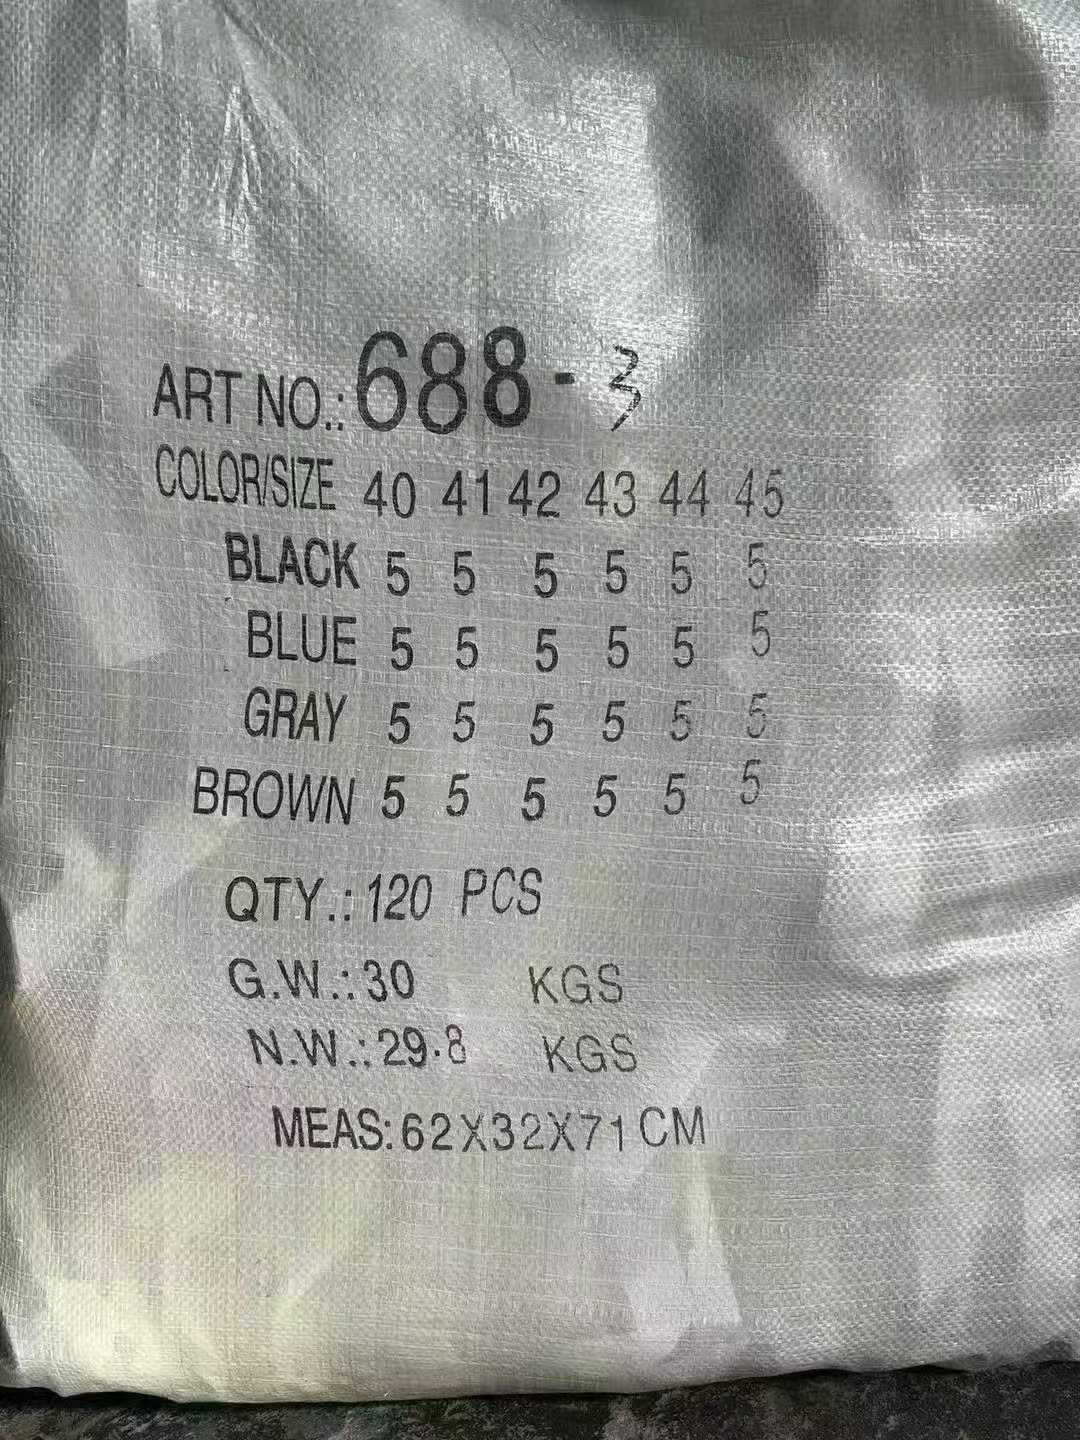 ART NO.: 688-3
COLOR/SIZE 40 41 42 43 44 45
BLACK 5 5 5 5 5 5
BLUE 5 5 5 5 5 5
GRAY 5 5 5 5 5 5
BROWN 5 5 5 5 5 5
QTY.: 120 PCS
G.W.: 30 KGS
N.W.: 29.8 KGS
MEAS: 62X32X71CM